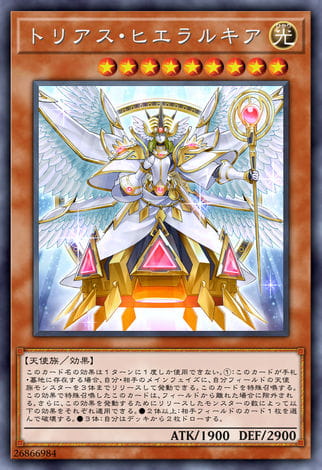 トリアス・ヒエラルキア
光
【天使族／効果】
このカード名の効果は１ターンに１度しか使用できない。①：このカードが手札
・墓地に存在する場合、自分・相手のメインフェイズに、自分フィールドの天使
族モンスターを３体までリリースして発動できる。このカードを特殊召喚する。
この効果で特殊召喚したこのカードは、フィールドから離れた場合に除外され
る。さらに、この効果を発動するためにリリースしたモンスターの数によって以
下の効果をそれぞれ適用できる。●２体以上：相手フィールドのカード１枚を選
んで破壊する。●３体：自分はデッキから２枚ドローする。
ATK/1900 DEF/2900
26866984